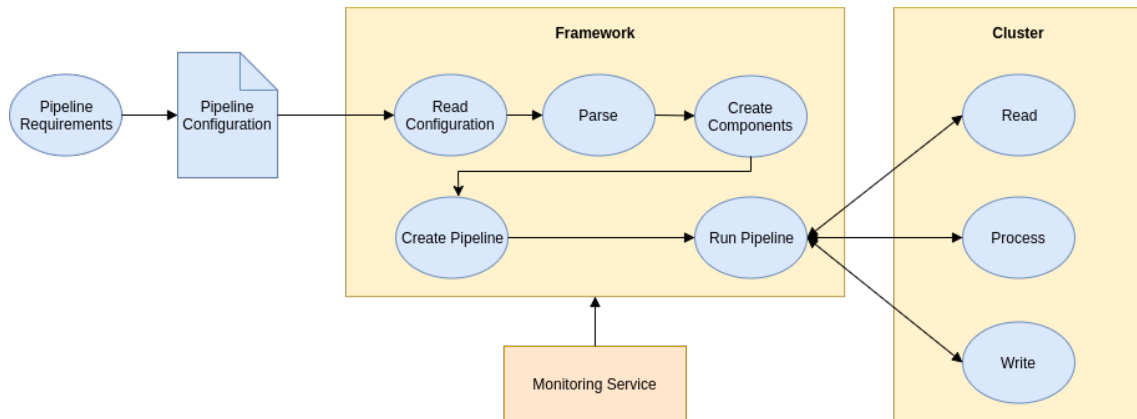 Framework
Cluster
Pipeline
Requirements
Pipeline
Configuration
Read
Configuration
Parse
Create
Components
Read
Create Pipeline
Run Pipeline
Process
Monitoring Service
Write